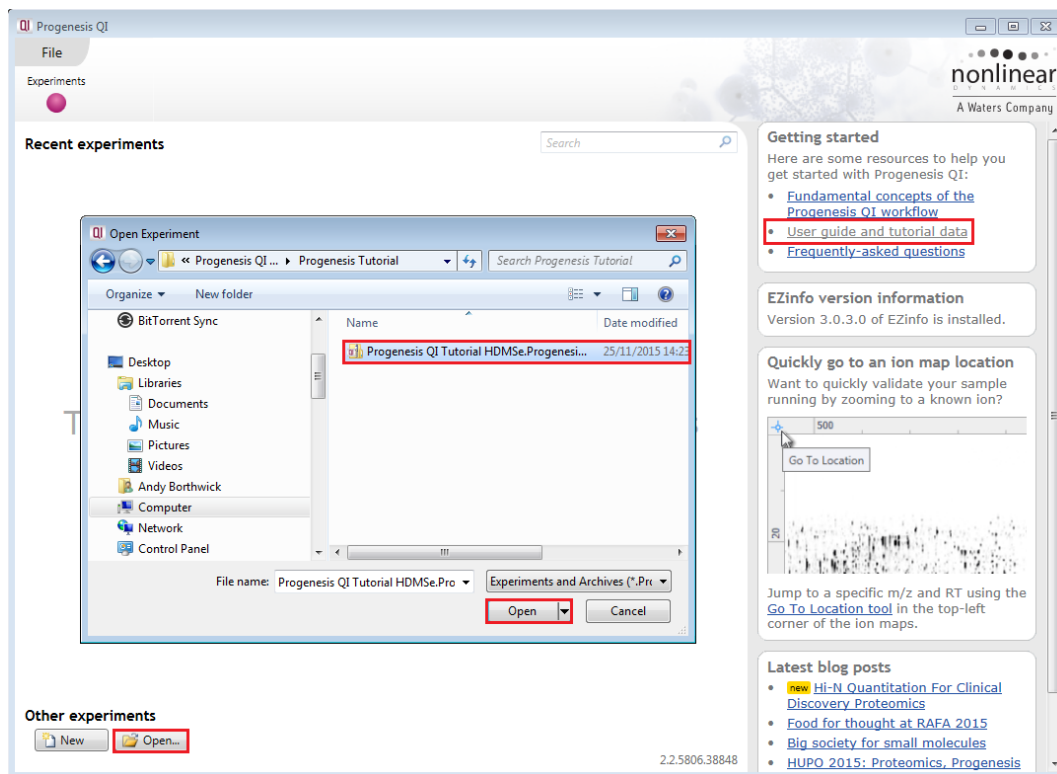 QI Progenesis QI
File
Experiments
nonlinear
DYNAMICS
A Waters Company
Recent experiments
Search
QI Open Experiment
« Progenesis QI ... Progenesis Tutorial
Search Progenesis Tutorial
Organize
New folder
BitTorrent Sync
Desktop
Libraries
Documents
Music
Pictures
Videos
Andy Borthwick
Computer
Network
Control Panel
Name
Date modified
Progenesis QI Tutorial HDMSe.Progenesi...
25/11/2015 14:23
File name:
Progenesis QI Tutorial HDMSe.Pro
Experiments and Archives (*.Pro
Open
Cancel
Other experiments
New
Open...
2.2.5806.38848
Getting started
Here are some resources to help you
get started with Progenesis QI:
• Fundamental concepts of the
Progenesis QI workflow
• User guide and tutorial data
• Frequently-asked questions
EZinfo version information
Version 3.0.3.0 of EZinfo is installed.
Quickly go to an ion map location
Want to quickly validate your sample
running by zooming to a known ion?
500
Go To Location
20
Jump to a specific m/z and RT using the
Go To Location tool in the top-left
corner of the ion maps.
Latest blog posts
• new Hi-N Quantitation For Clinical
Discovery Proteomics
• Food for thought at RAFA 2015
• Big society for small molecules
• HUPO 2015: Proteomics, Progenesis